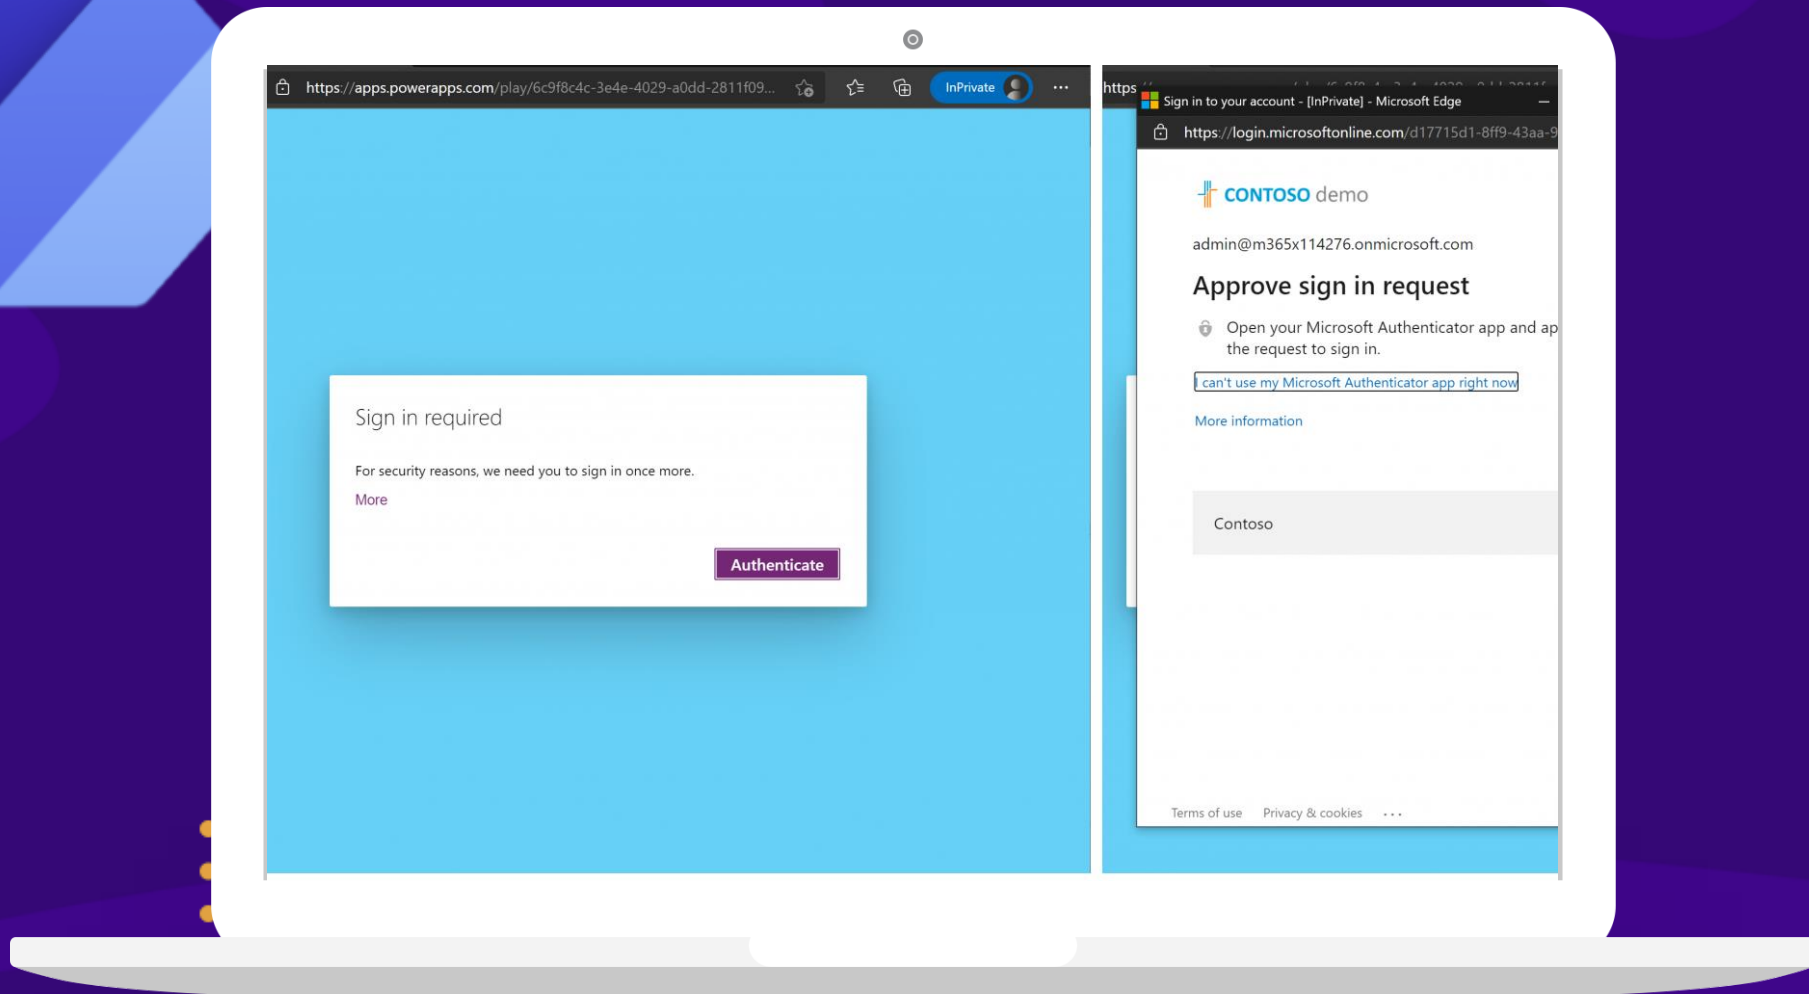 https://apps.powerapps.com/play/6c9f8c4c-3e4e-4029-a0dd-2811f09...
InPrivate
Sign in required
For security reasons, we need you to sign in once more.
More
Authenticate
https
Sign in to your account - [InPrivate] - Microsoft Edge
https://login.microsoftonline.com/d17715d1-8ff9-43aa-9
CONTOSO demo
admin@m365x114276.onmicrosoft.com
Approve sign in request
Open your Microsoft Authenticator app and ap
the request to sign in.
I can't use my Microsoft Authenticator app right now
More information
Contoso
Terms of use Privacy & cookies ...